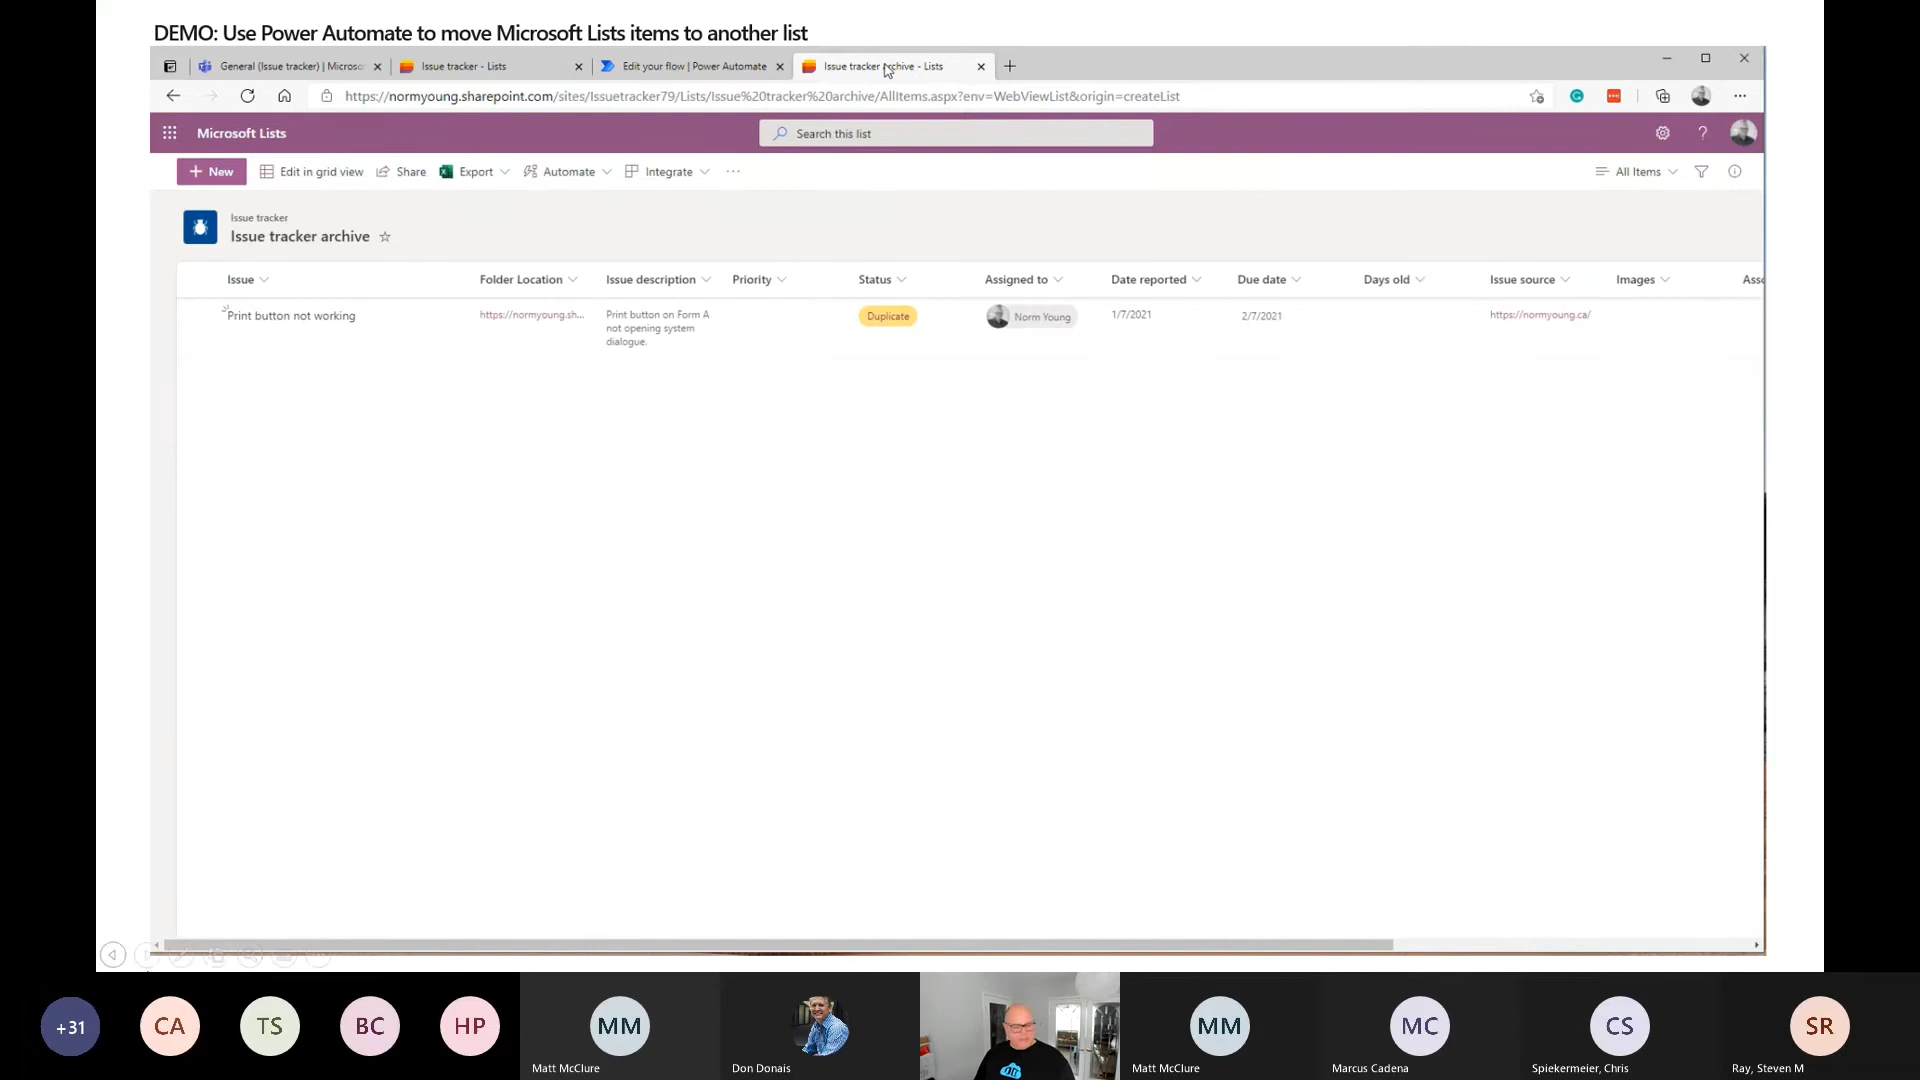 DEMO: Use Power Automate to move Microsoft Lists items to another list
General (Issue tracker) | Microso
Issue tracker - Lists
Edit your flow | Power Automate
Issue tracker archive - Lists
https://normyoung.sharepoint.com/sites/Issuetracker79/Lists/Issue%20tracker%20archive/AllItems.aspx?env=WebViewList&origin=createList
Microsoft Lists
Search this list
New
Edit in grid view
Share
Export
Automate
Integrate
All Items
Issue tracker
Issue tracker archive
Issue Folder Location Issue description Priority Status Assigned to Date reported Due date Days old Issue source Images Asso
Print button not working
https://normyoung.sh...
Print button on Form A
not opening system
dialogue.
Duplicate
Norm Young
1/7/2021
2/7/2021
https://normyoung.ca/
+31
CA
TS
BC
HP
MM
Matt McClure
Don Donais
MM
Matt McClure
MC
Marcus Cadena
CS
Spiekermeier, Chris
SR
Ray, Steven M